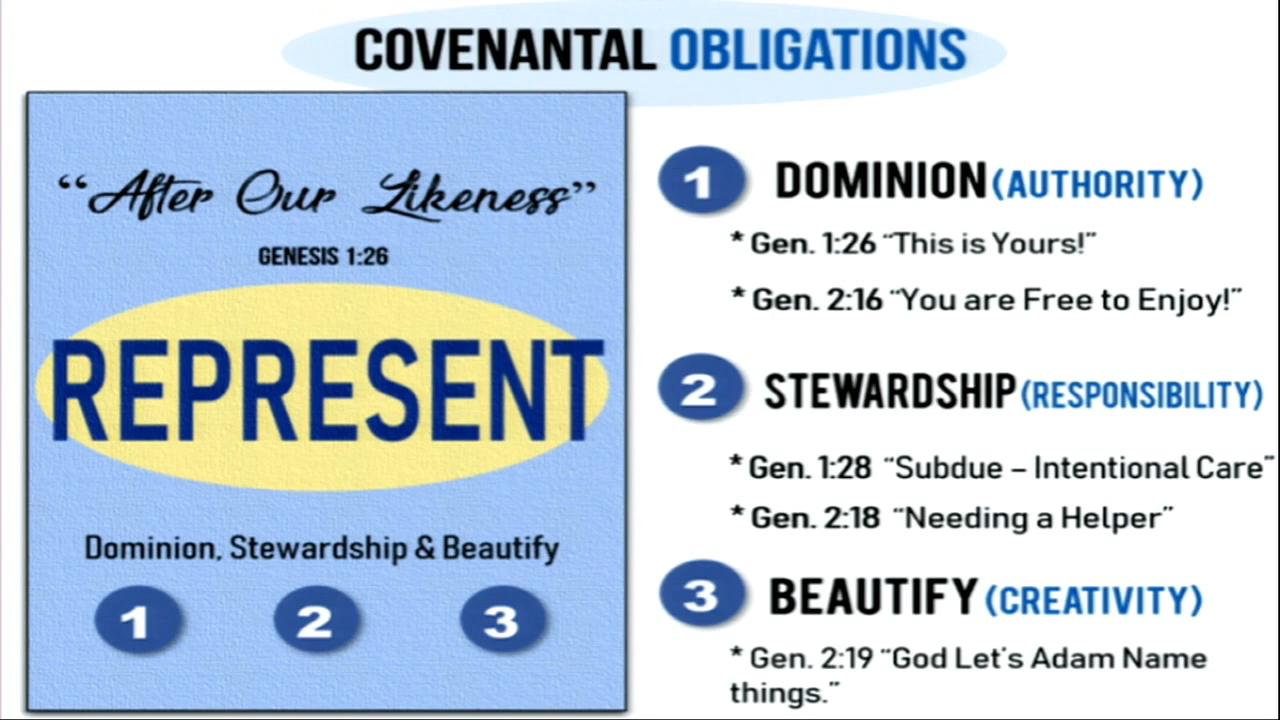 COVENANTAL OBLIGATIONS
“After Our Likeness”
GENESIS 1:26
REPRESENT
Dominion, Stewardship & Beautify
1 2 3
1 DOMINION (AUTHORITY)
* Gen. 1:26 “This is Yours!”
* Gen. 2:16 “You are Free to Enjoy!”
2 STEWARDSHIP (RESPONSIBILITY)
* Gen. 1:28 “Subdue – Intentional Care”
* Gen. 2:18 “Needing a Helper”
3 BEAUTIFY (CREATIVITY)
* Gen. 2:19 “God Let's Adam Name
things.”